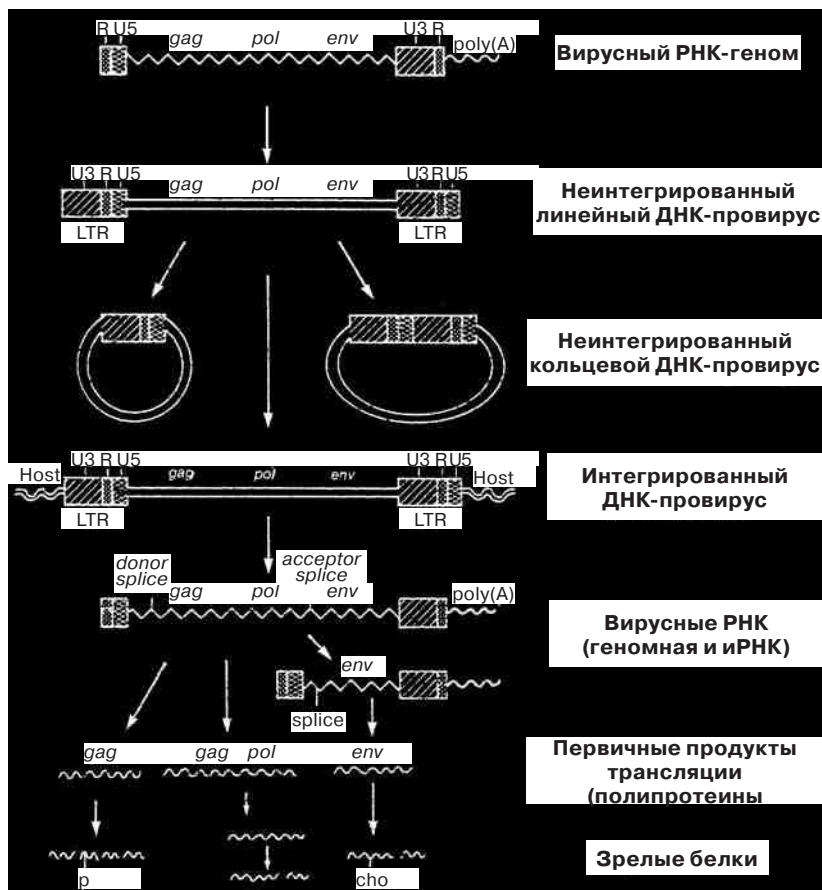 R U5 gag pol env U3 R poly(A)
Вирусный РНК-геном
U3 R U5 gag pol env U3 R U5
LTR LTR
Неинтегрированный
линейный ДНК-провирус
Неинтегрированный
кольцевой ДНК-провирус
Host U3 R U5 gag pol env U3 R U5 Host
LTR LTR
Интегрированный
ДНК-провирус
donor
splice
acceptor
splice
gag pol env poly(A)
Вирусные РНК
(геномная и иРНК)
env
splice
gag gag pol env
Первичные продукты
трансляции
(полипротеины
Зрелые белки
p cho